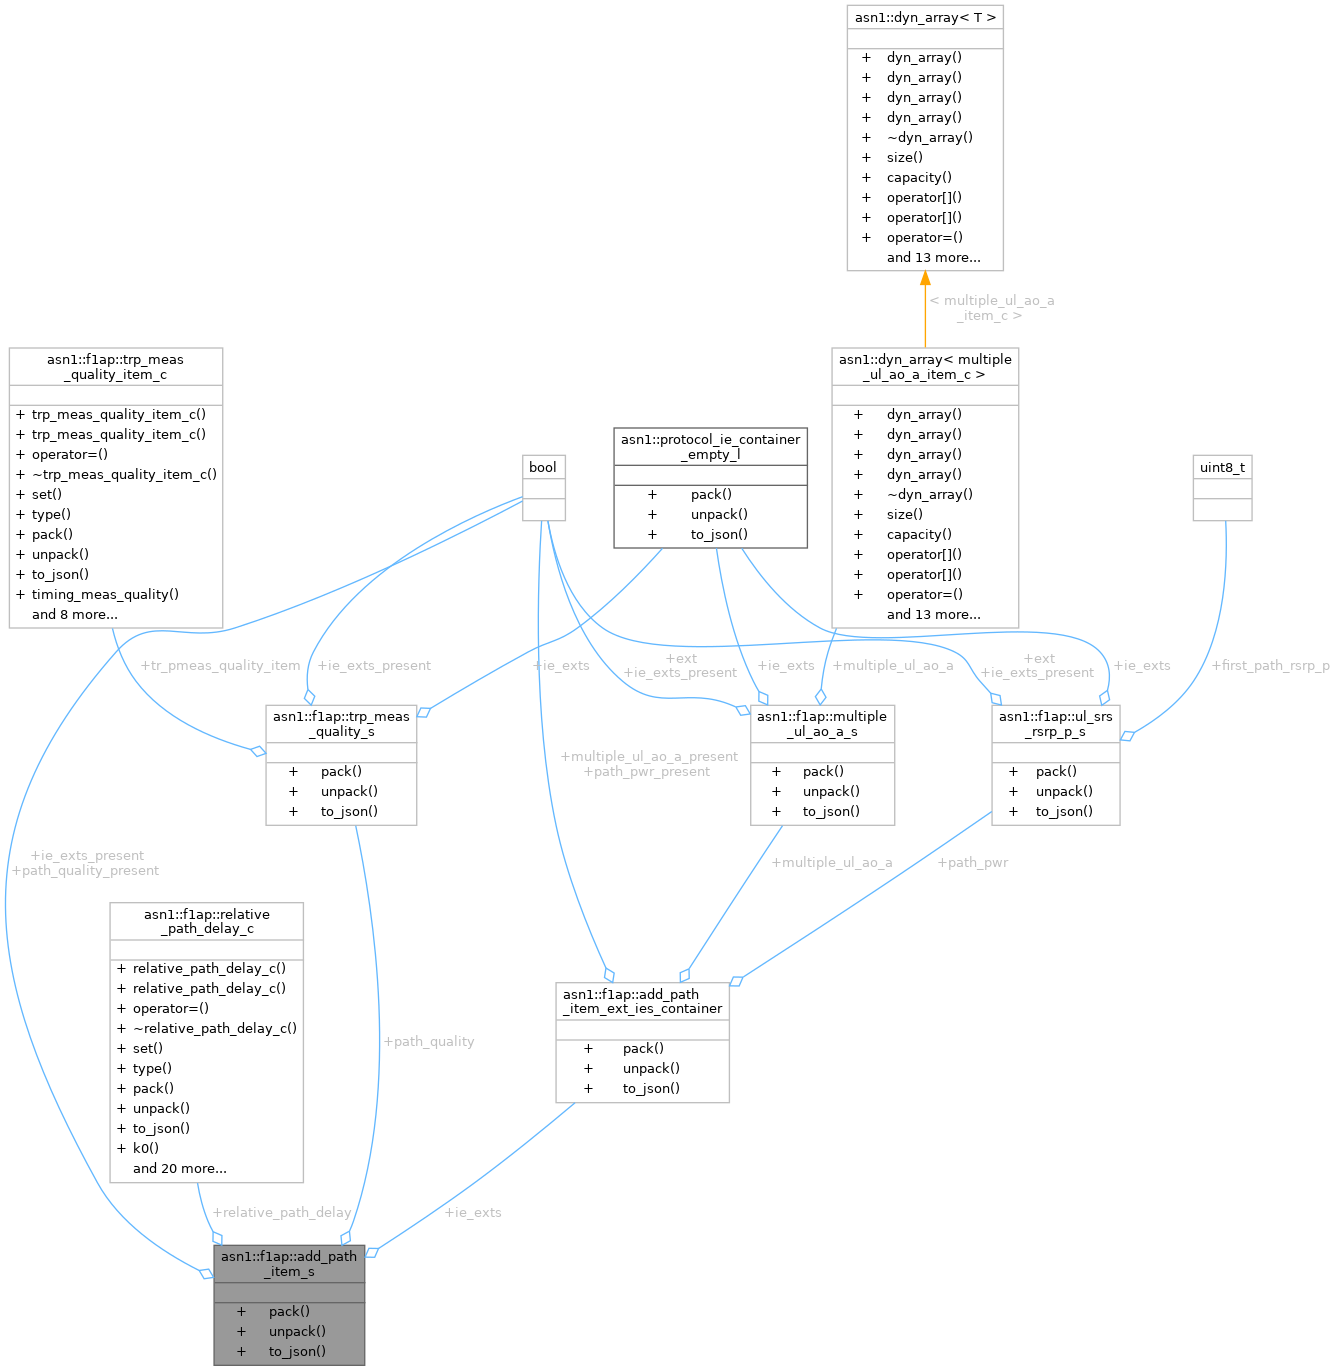 asn1::dyn_array< T >
+ dyn_array()
+ dyn_array()
+ dyn_array()
+ dyn_array()
+ ~dyn_array()
+ size()
+ capacity()
+ operator[]()
+ operator[]()
+ operator=()
and 13 more...
< multiple_ul_ao_a
_item_c >
asn1::f1ap::trp_meas
_quality_item_c
+ trp_meas_quality_item_c()
+ trp_meas_quality_item_c()
+ operator=()
+ ~trp_meas_quality_item_c()
+ set()
+ type()
+ pack()
+ unpack()
+ to_json()
+ timing_meas_quality()
and 8 more...
bool
asn1::protocol_ie_container
_empty_l
+ pack()
+ unpack()
+ to_json()
asn1::dyn_array< multiple
_ul_ao_a_item_c >
+ dyn_array()
+ dyn_array()
+ dyn_array()
+ dyn_array()
+ ~dyn_array()
+ size()
+ capacity()
+ operator[]()
+ operator[]()
+ operator=()
and 13 more...
uint8_t
+tr_pmeas_quality_item
+ie_exts_present
+ie_exts
+ext
+ie_exts_present
+ie_exts
+multiple_ul_ao_a
+ext
+ie_exts_present
+ie_exts
+first_path_rsrp_p
asn1::f1ap::trp_meas
_quality_s
+ pack()
+ unpack()
+ to_json()
+multiple_ul_ao_a_present
+path_pwr_present
asn1::f1ap::multiple
_ul_ao_a_s
+ pack()
+ unpack()
+ to_json()
asn1::f1ap::ul_srs
_rsrp_p_s
+ pack()
+ unpack()
+ to_json()
+ie_exts_present
+path_quality_present
+multiple_ul_ao_a
+path_pwr
asn1::f1ap::relative
_path_delay_c
+ relative_path_delay_c()
+ relative_path_delay_c()
+ operator=()
+ ~relative_path_delay_c()
+ set()
+ type()
+ pack()
+ unpack()
+ to_json()
+ k0()
and 20 more...
+path_quality
asn1::f1ap::add_path
_item_ext_ies_container
+ pack()
+ unpack()
+ to_json()
+relative_path_delay
+ie_exts
asn1::f1ap::add_path
_item_s
+ pack()
+ unpack()
+ to_json()